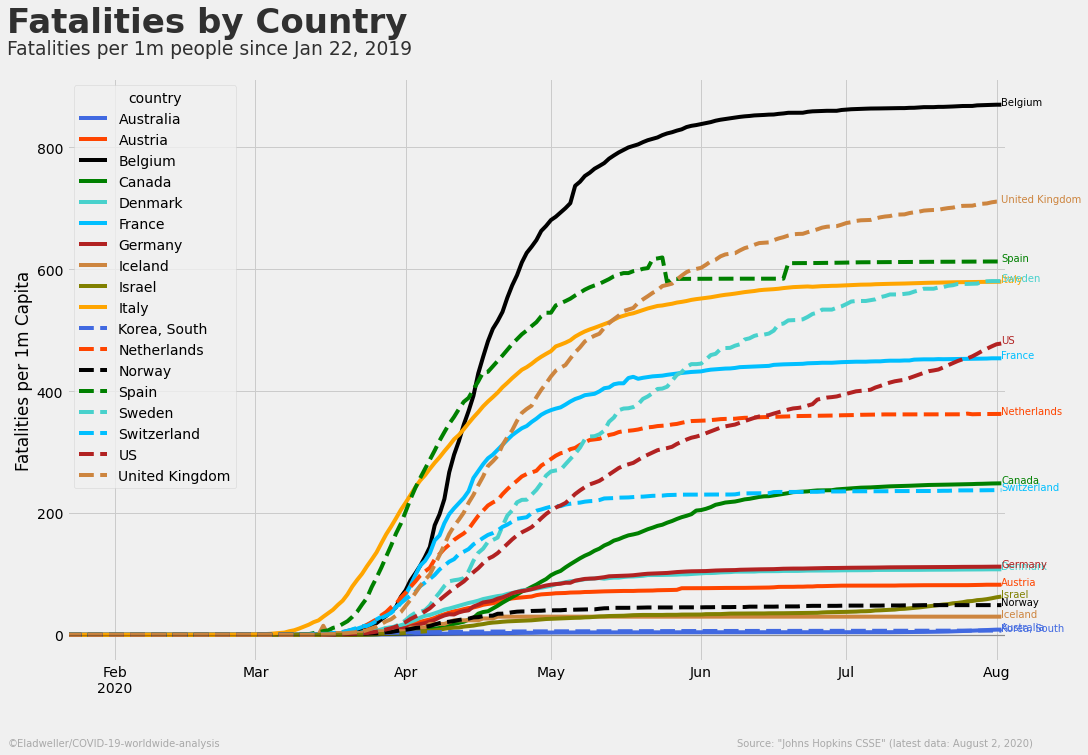 Fatalities by Country
Fatalities per 1m people since Jan 22, 2019
country
Australia
Austria
Belgium
Canada
Denmark
France
Germany
Iceland
Israel
Italy
Korea, South
Netherlands
Norway
Spain
Sweden
Switzerland
US
United Kingdom
Fatalities per 1m Capita
800
600
400
200
0
Belgium
United Kingdom
Spain
Sweden
Italy
US
France
Netherlands
Canada
Switzerland
Germany
Denmark
Austria
Israel
Norway
Iceland
Australia
Korea, South
Feb
2020
Mar
Apr
May
Jun
Jul
Aug
©Eladweller/COVID-19-worldwide-analysis
Source: "Johns Hopkins CSSE" (latest data: August 2, 2020)